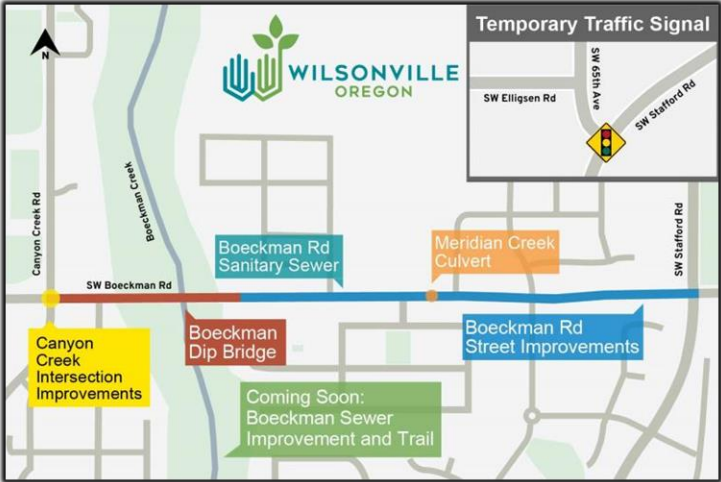 Temporary Traffic Signal
SW 65th Ave
SW Elligsen Rd
SW Stafford Rd
N
WILSONVILLE
OREGON
Canyon Creek Rd
Boeckman Creek
SW Stafford Rd
Boeckman Rd
Sanitary Sewer
Meridian Creek
Culvert
SW Boeckman Rd
Canyon
Creek
Intersection
Improvements
Boeckman
Dip Bridge
Boeckman Rd
Street Improvements
Coming Soon:
Boeckman Sewer
Improvement and Trail